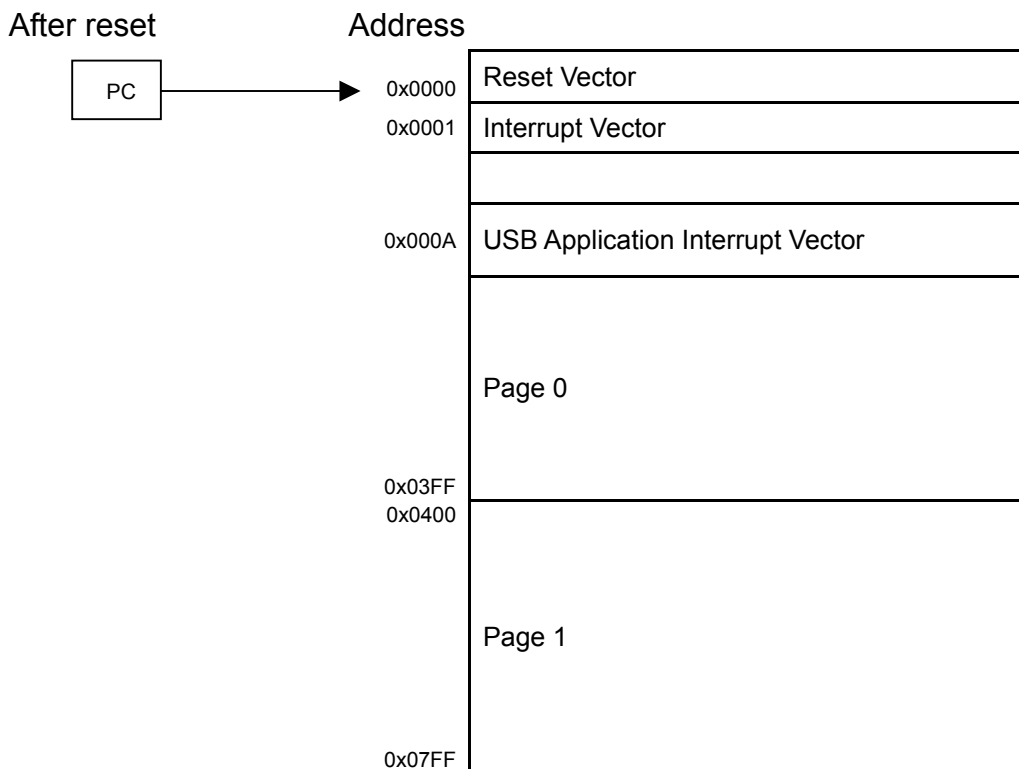 After reset
Address
PC
0x0000
Reset Vector
0x0001
Interrupt Vector
0x000A
USB Application Interrupt Vector
Page 0
0x03FF
0x0400
Page 1
0x07FF